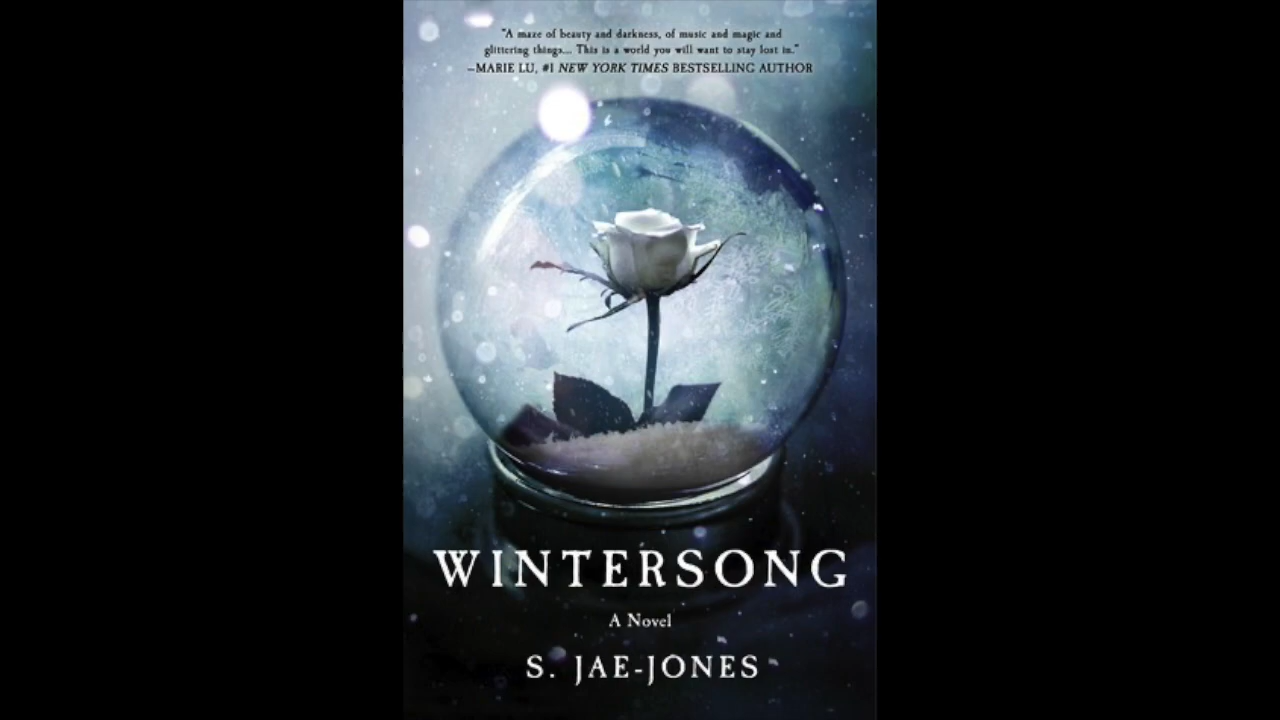 "A maze of beauty and darkness, of music and magic and
glittering things... This is a world you will want to stay lost in."
–MARIE LU, #1 NEW YORK TIMES BESTSELLING AUTHOR
WINTERSONG
A Novel
S. JAE-JONES